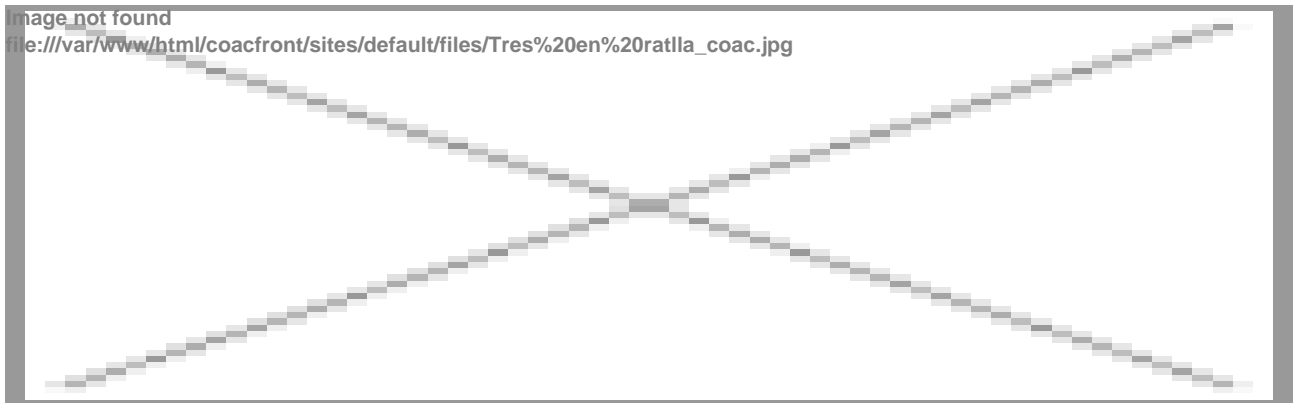 Image not found
file:///var/www/html/coacfront/sites/default/files/Tres%20en%20ratlla_coac.jpg